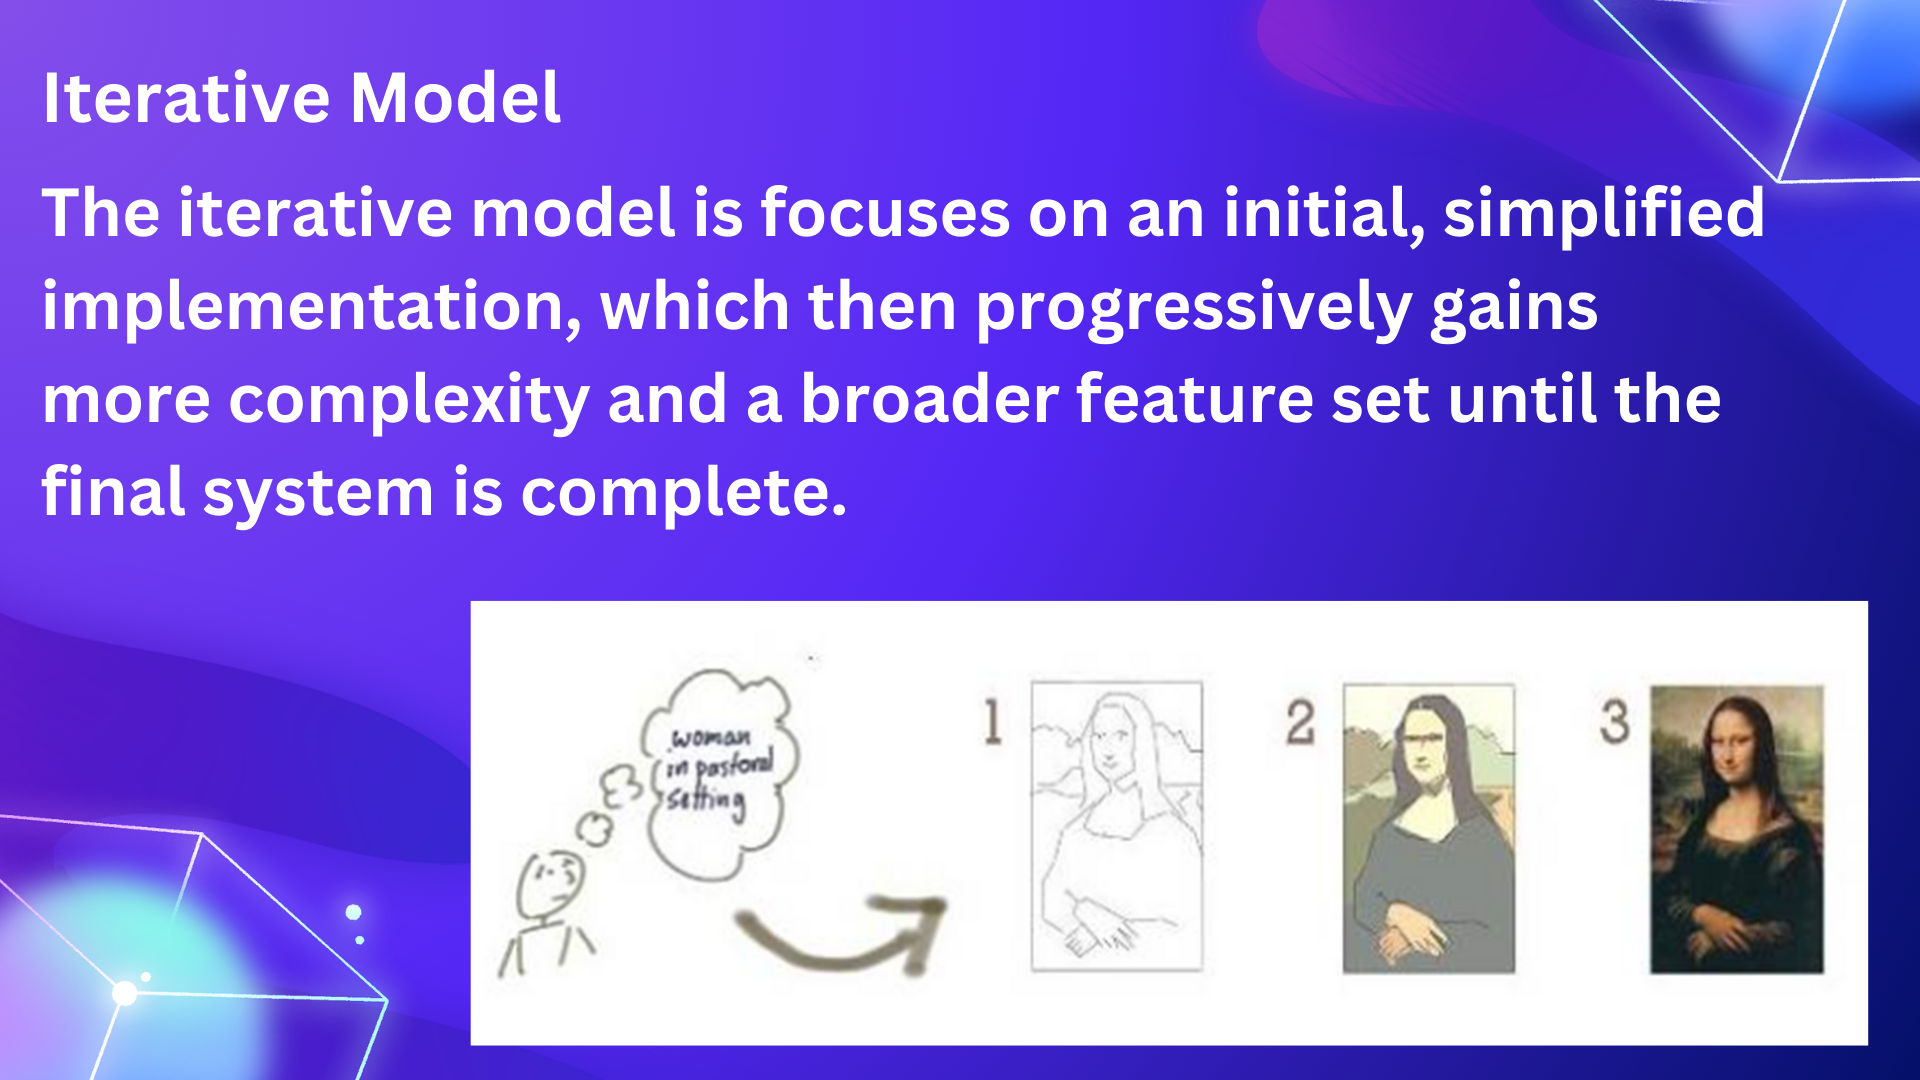 Iterative Model
The iterative model is focuses on an initial, simplified
implementation, which then progressively gains
more complexity and a broader feature set until the
final system is complete.
woman
in pastoral
setting
1
2
3